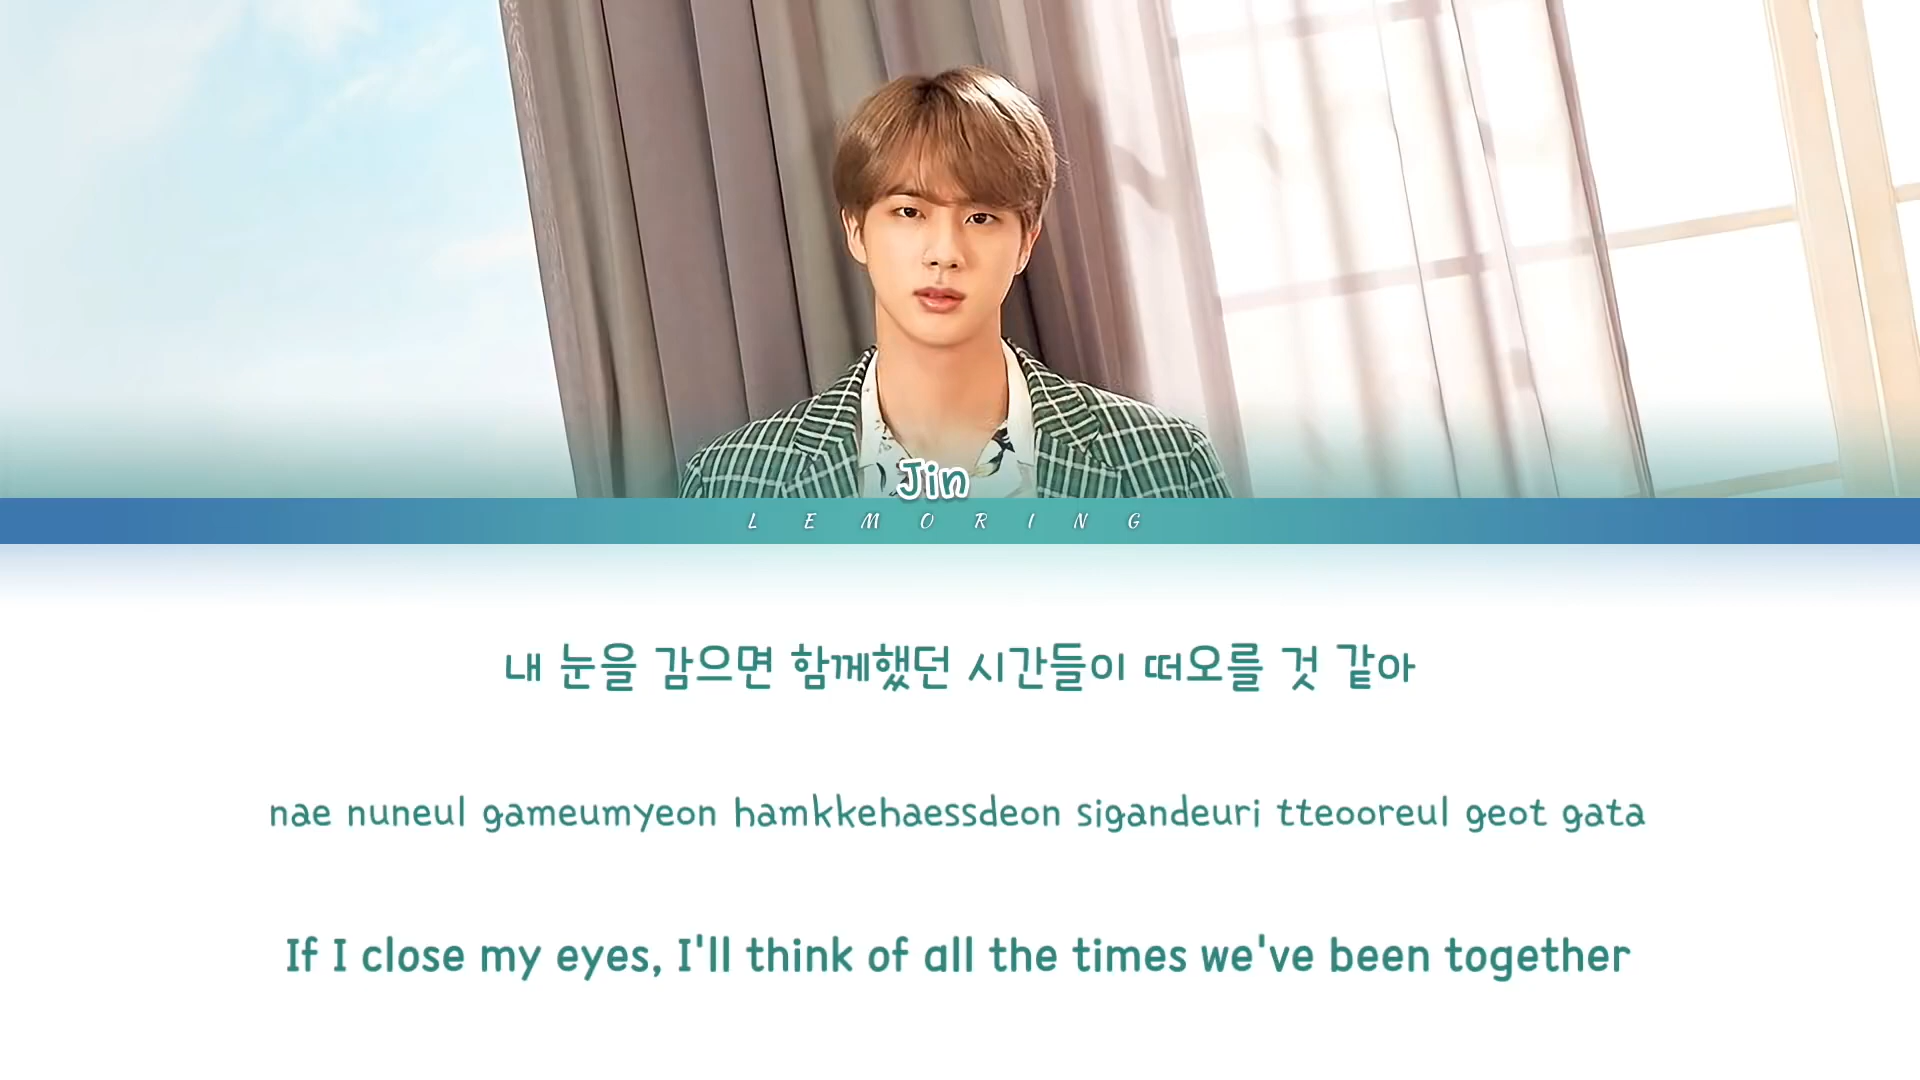 Jin
LEMORING
내 눈을 감으면 함께했던 시간들이 떠오를 것 같아
nae nuneul gameumyeon hamkkehaessdeon sigandeuri tteooreul geot gata
If I close my eyes, I'll think of all the times we've been together